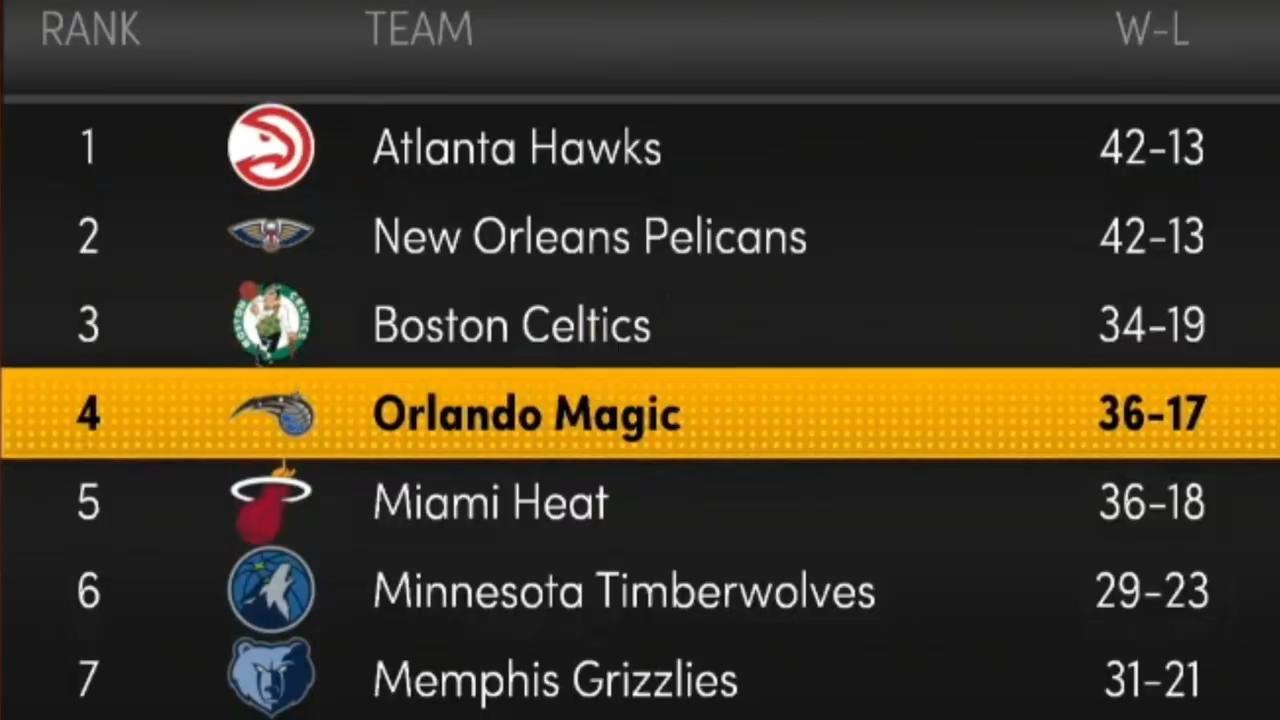 RANK TEAM W-L
1 Atlanta Hawks 42-13
2 New Orleans Pelicans 42-13
3 BOSTON CELTICS Boston Celtics 34-19
4 Orlando Magic 36-17
5 Miami Heat 36-18
6 Minnesota Timberwolves 29-23
7 Memphis Grizzlies 31-21